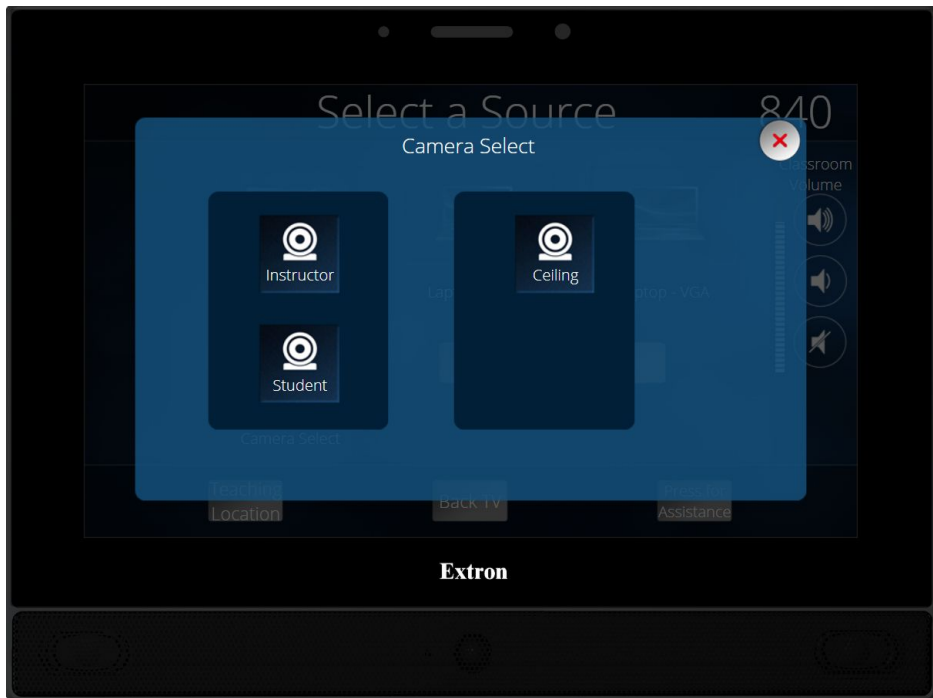 Select a Source
840
Camera Select
Classroom
Volume
Instructor
Ceiling
Laptop - VGA
Student
Camera Select
Teaching
Location
Back TV
Press for
Assistance
Extron